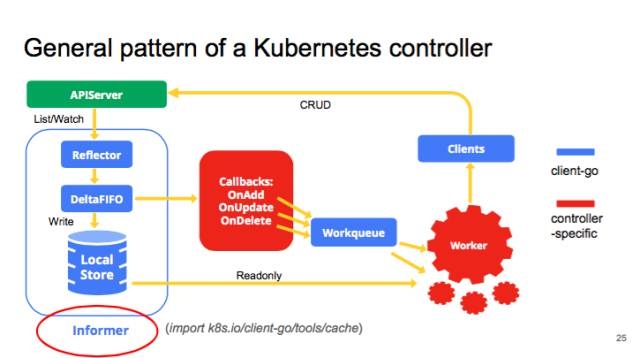 General pattern of a Kubernetes controller
APIServer
CRUD
List/Watch
Reflector
DeltaFIFO
Write
Local
Store
Informer
(import k8s.io/client-go/tools/cache)
Callbacks:
OnAdd
OnUpdate
OnDelete
Workqueue
Readonly
Clients
Worker
client-go
controller
-specific
25